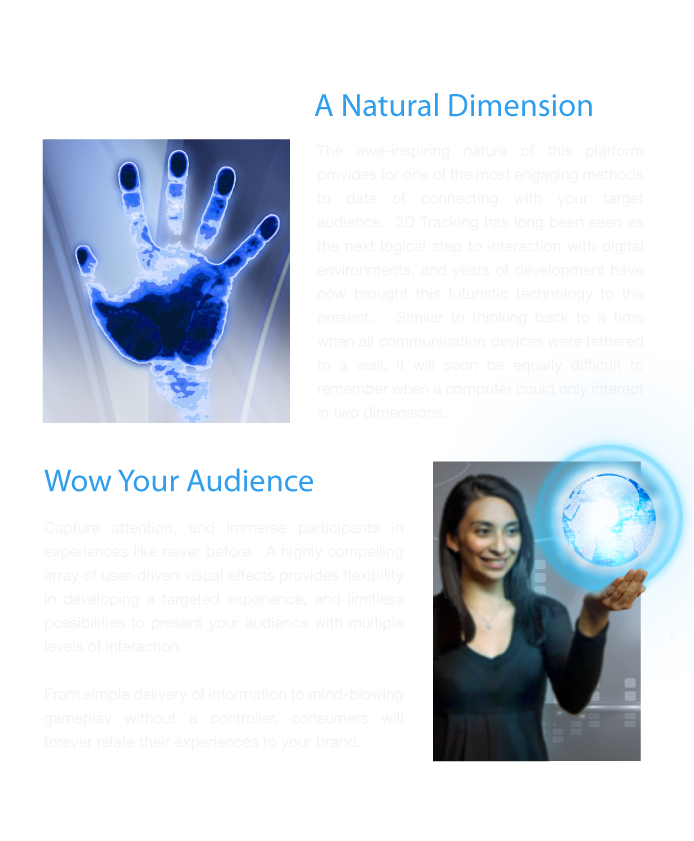 A Natural Dimension
The awe-inspiring nature of this platform
provides for one of the most engaging methods
to date of connecting with your target
audience. 3D Tracking has long been seen as
the next logical step to interaction with digital
environments, and years of development have
now brought this futuristic technology to the
present. Similar to thinking back to a time
when all communication devices were tethered
to a wall, it will soon be equally difficult to
remember when a computer could only interact
in two dimensions.
Wow Your Audience
Capture attention, and immerse participants in
experiences like never before. A highly compelling
array of user-driven visual effects provides flexibility
in developing a targeted experience, and limitless
possibilities to present your audience with multiple
levels of interaction.
From simple delivery of information to mind-blowing
gameplay without a controller, consumers will
forever relate their experiences to your brand.